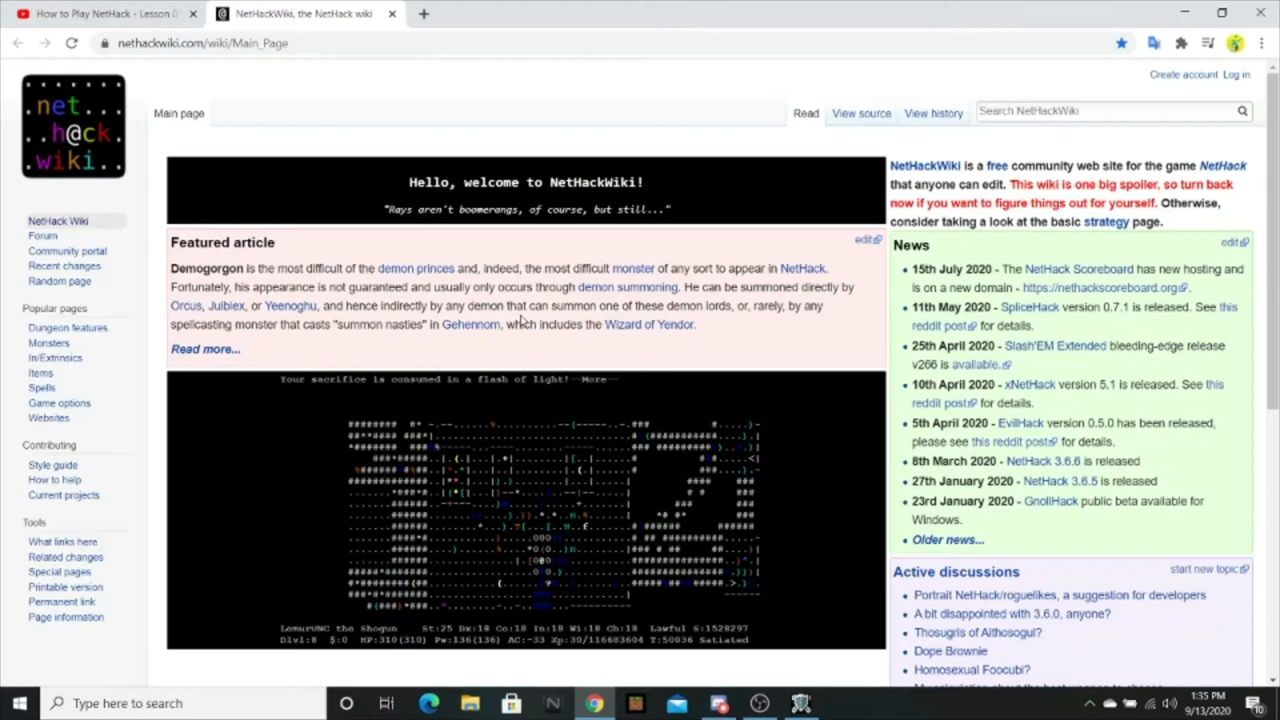 How to Play NetHack - Lesson 0
NetHackWiki, the NetHack wiki
nethackwiki.com/wiki/Main_Page
Create account Log in
net
h@ck
wiki
Main page
Read View source View history
Search NetHackWiki
NetHack Wiki
Forum
Community portal
Recent changes
Random page
Popular pages
Dungeon features
Monsters
In/Extrinsics
Items
Spells
Game options
Websites
Contributing
Style guide
How to help
Current projects
Tools
What links here
Related changes
Special pages
Printable version
Permanent link
Page information
Hello, welcome to NetHackWiki!
"Rays aren't boomerangs, of course, but still..."
Featured article
edit
Demogorgon is the most difficult of the demon princes and, indeed, the most difficult monster of any sort to appear in NetHack.
Fortunately, his appearance is not guaranteed and usually only occurs through demon summoning. He can be summoned directly by
Orcus, Juiblex, or Yeenoghu, and hence indirectly by any demon that can summon one of these demon lords, or, rarely, by any
spellcasting monster that casts "summon nasties" in Gehennom, which includes the Wizard of Yendor.
Read more...
Your sacrifice is consumed in a flash of light!--More--
LemurVNC the Shogun St:25 Dx:18 Co:18 In:18 Wi:18 Ch:18 Lawful S:1528297
Dlvl:8 $:0 HP:310(310) Pw:136(136) AC:-33 Xp:30/116683604 T:50036 Satiated
NetHackWiki is a free community web site for the game NetHack
that anyone can edit. This wiki is one big spoiler, so turn back
now if you want to figure things out for yourself. Otherwise,
consider taking a look at the basic strategy page.
News
edit
15th July 2020 - The NetHack Scoreboard has new hosting
and is on a new domain - https://nethackscoreboard.org.
11th May 2020 - SpliceHack version 0.7.1 is released. See this
reddit post for details.
25th April 2020 - Slash'EM Extended bleeding-edge release
v266 is available.
10th April 2020 - xNetHack version 5.1 is released. See this
reddit post for details.
5th April 2020 - EvilHack version 0.5.0 has been released,
please see this reddit post for details.
8th March 2020 - NetHack 3.6.6 is released
27th January 2020 - NetHack 3.6.5 is released
23rd January 2020 - GnollHack public beta available for
Windows.
Older news...
Active discussions
start new topic
Portrait NetHack/roguelikes, a suggestion for developers
A bit disappointed with 3.6.0, anyone?
Thosugris of Aithosogul?
Dope Brownie
Homosexual Foocubi?
Type here to search
1:35 PM
9/13/2020
10